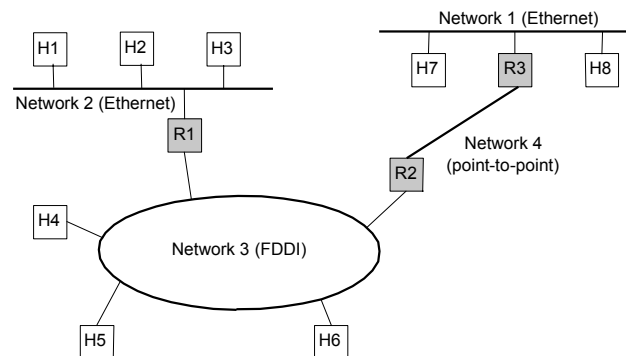 Network 1 (Ethernet)
H1
H2
H3
H7
R3
H8
Network 2 (Ethernet)
R1
Network 4
(point-to-point)
R2
H4
Network 3 (FDDI)
H5
H6